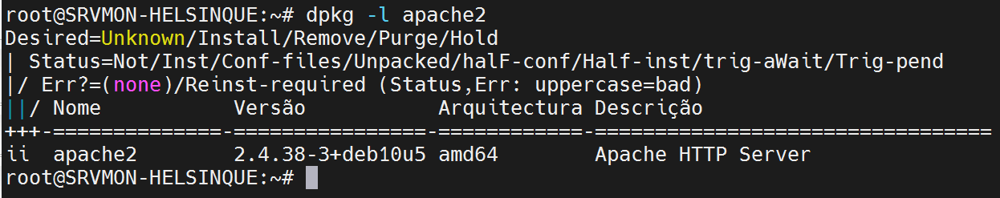 root@SRVMON-HELSINQUE:~# dpkg -l apache2
Desired=Unknown/Install/Remove/Purge/Hold
| Status=Not/Inst/Conf-files/Unpacked/halF-conf/Half-inst/trig-aWait/Trig-pend
|/ Err?=(none)/Reinst-required (Status,Err: uppercase=bad)
||/ Nome           Versão           Arquitectura Descrição
+++-==============-================-============-=================================
ii  apache2        2.4.38-3+deb10u5 amd64        Apache HTTP Server
root@SRVMON-HELSINQUE:~#